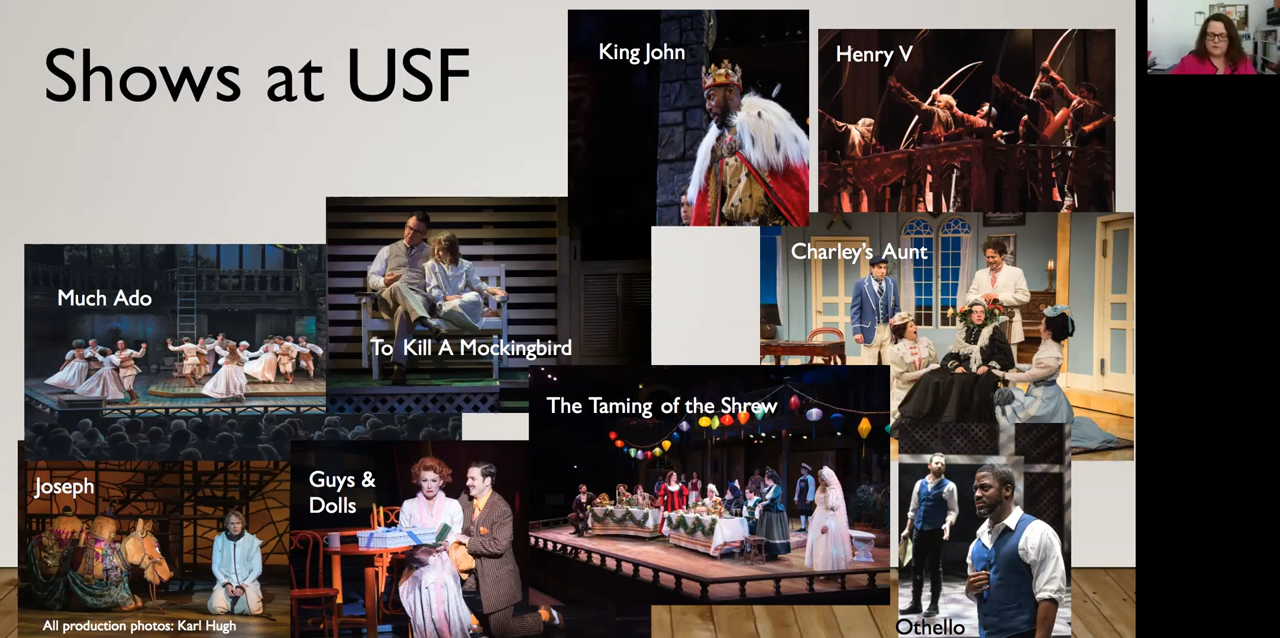 Shows at USF
King John
Henry V
Charley's Aunt
Much Ado
To Kill A Mockingbird
The Taming of the Shrew
Joseph
Guys &
Dolls
All production photos: Karl Hugh
Othello